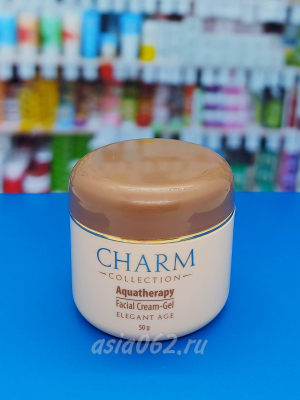 CHARM
COLLECTION
Aquatherapy
Facial Cream-Gel
ELEGANT AGE
50 g
asia062.ru